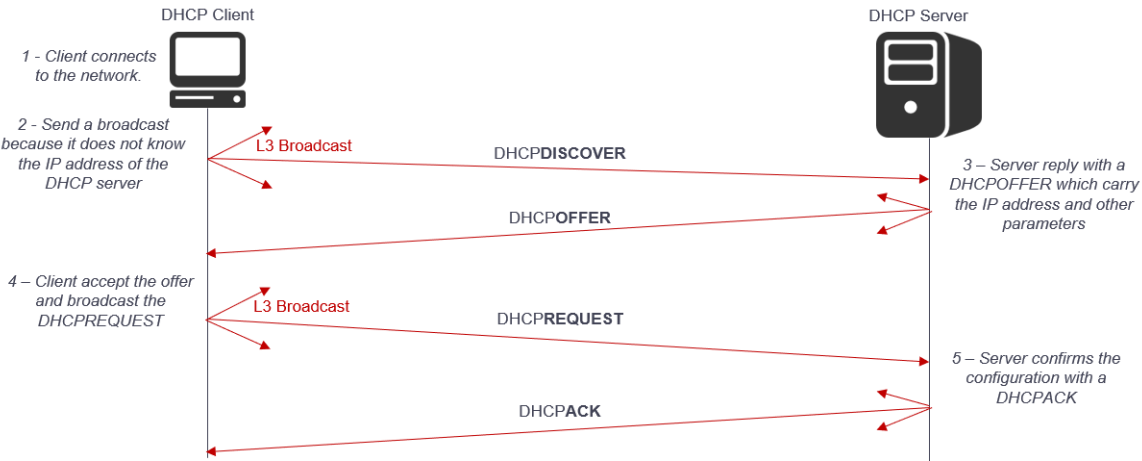 DHCP Client
DHCP Server
1 - Client connects
to the network.
2 - Send a broadcast
because it does not know
the IP address of the
DHCP server
L3 Broadcast
DHCPDISCOVER
3 – Server reply with a
DHCPOFFER which carry
the IP address and other
parameters
DHCPOFFER
4 – Client accept the offer
and broadcast the
DHCPREQUEST
L3 Broadcast
DHCPREQUEST
5 – Server confirms the
configuration with a
DHCPACK
DHCPACK